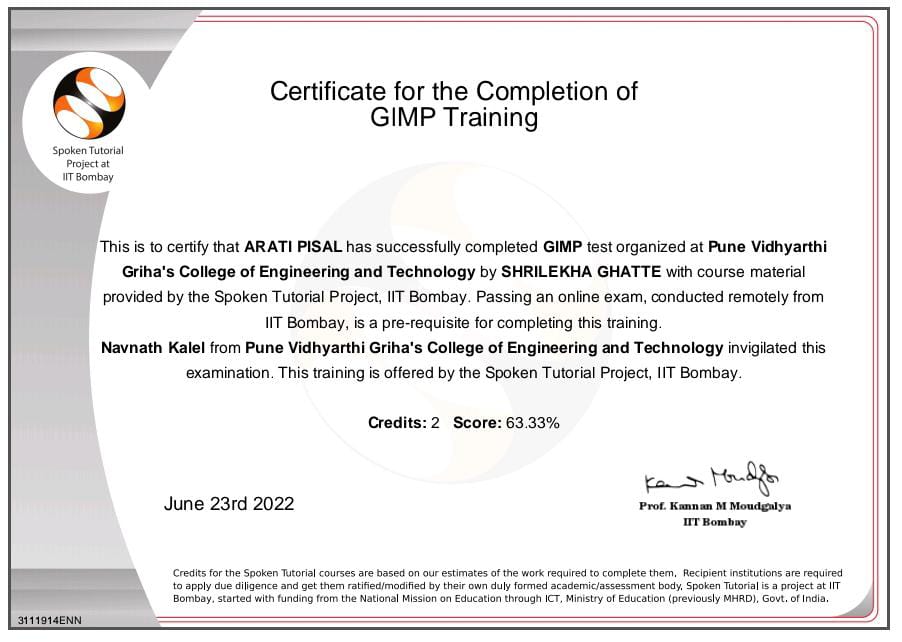 Certificate for the Completion of
GIMP Training
Spoken Tutorial
Project at
IIT Bombay
This is to certify that ARATI PISAL has successfully completed GIMP test organized at Pune Vidhyarthi
Griha's College of Engineering and Technology by SHRILEKHA GHATTE with course material
provided by the Spoken Tutorial Project, IIT Bombay. Passing an online exam, conducted remotely from
IIT Bombay, is a pre-requisite for completing this training.
Navnath Kalel from Pune Vidhyarthi Griha's College of Engineering and Technology invigilated this
examination. This training is offered by the Spoken Tutorial Project, IIT Bombay.
Credits: 2 Score: 63.33%
June 23rd 2022
Prof. Kannan M Moudgalya
IIT Bombay
Credits for the Spoken Tutorial courses are based on our estimates of the work required to complete them, Recipient institutions are required
to apply due diligence and get them ratified/modified by their own duly formed academic/assessment body, Spoken Tutorial is a project at IIT
Bombay, started with funding from the National Mission on Education through ICT, Ministry of Education (previously MHRD), Govt. of India.
3111914ENN